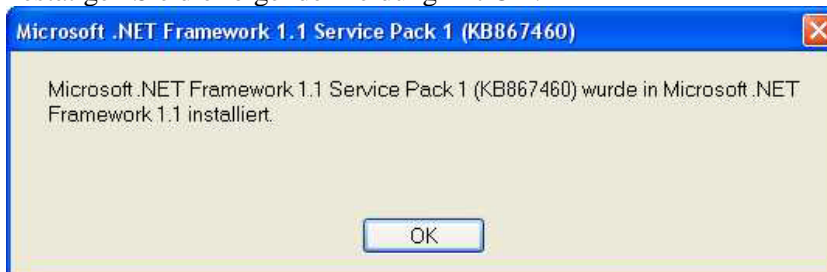 Microsoft .NET Framework 1.1 Service Pack 1 (KB867460)
Microsoft .NET Framework 1.1 Service Pack 1 (KB867460) wurde in Microsoft .NET
Framework 1.1 installiert.
OK